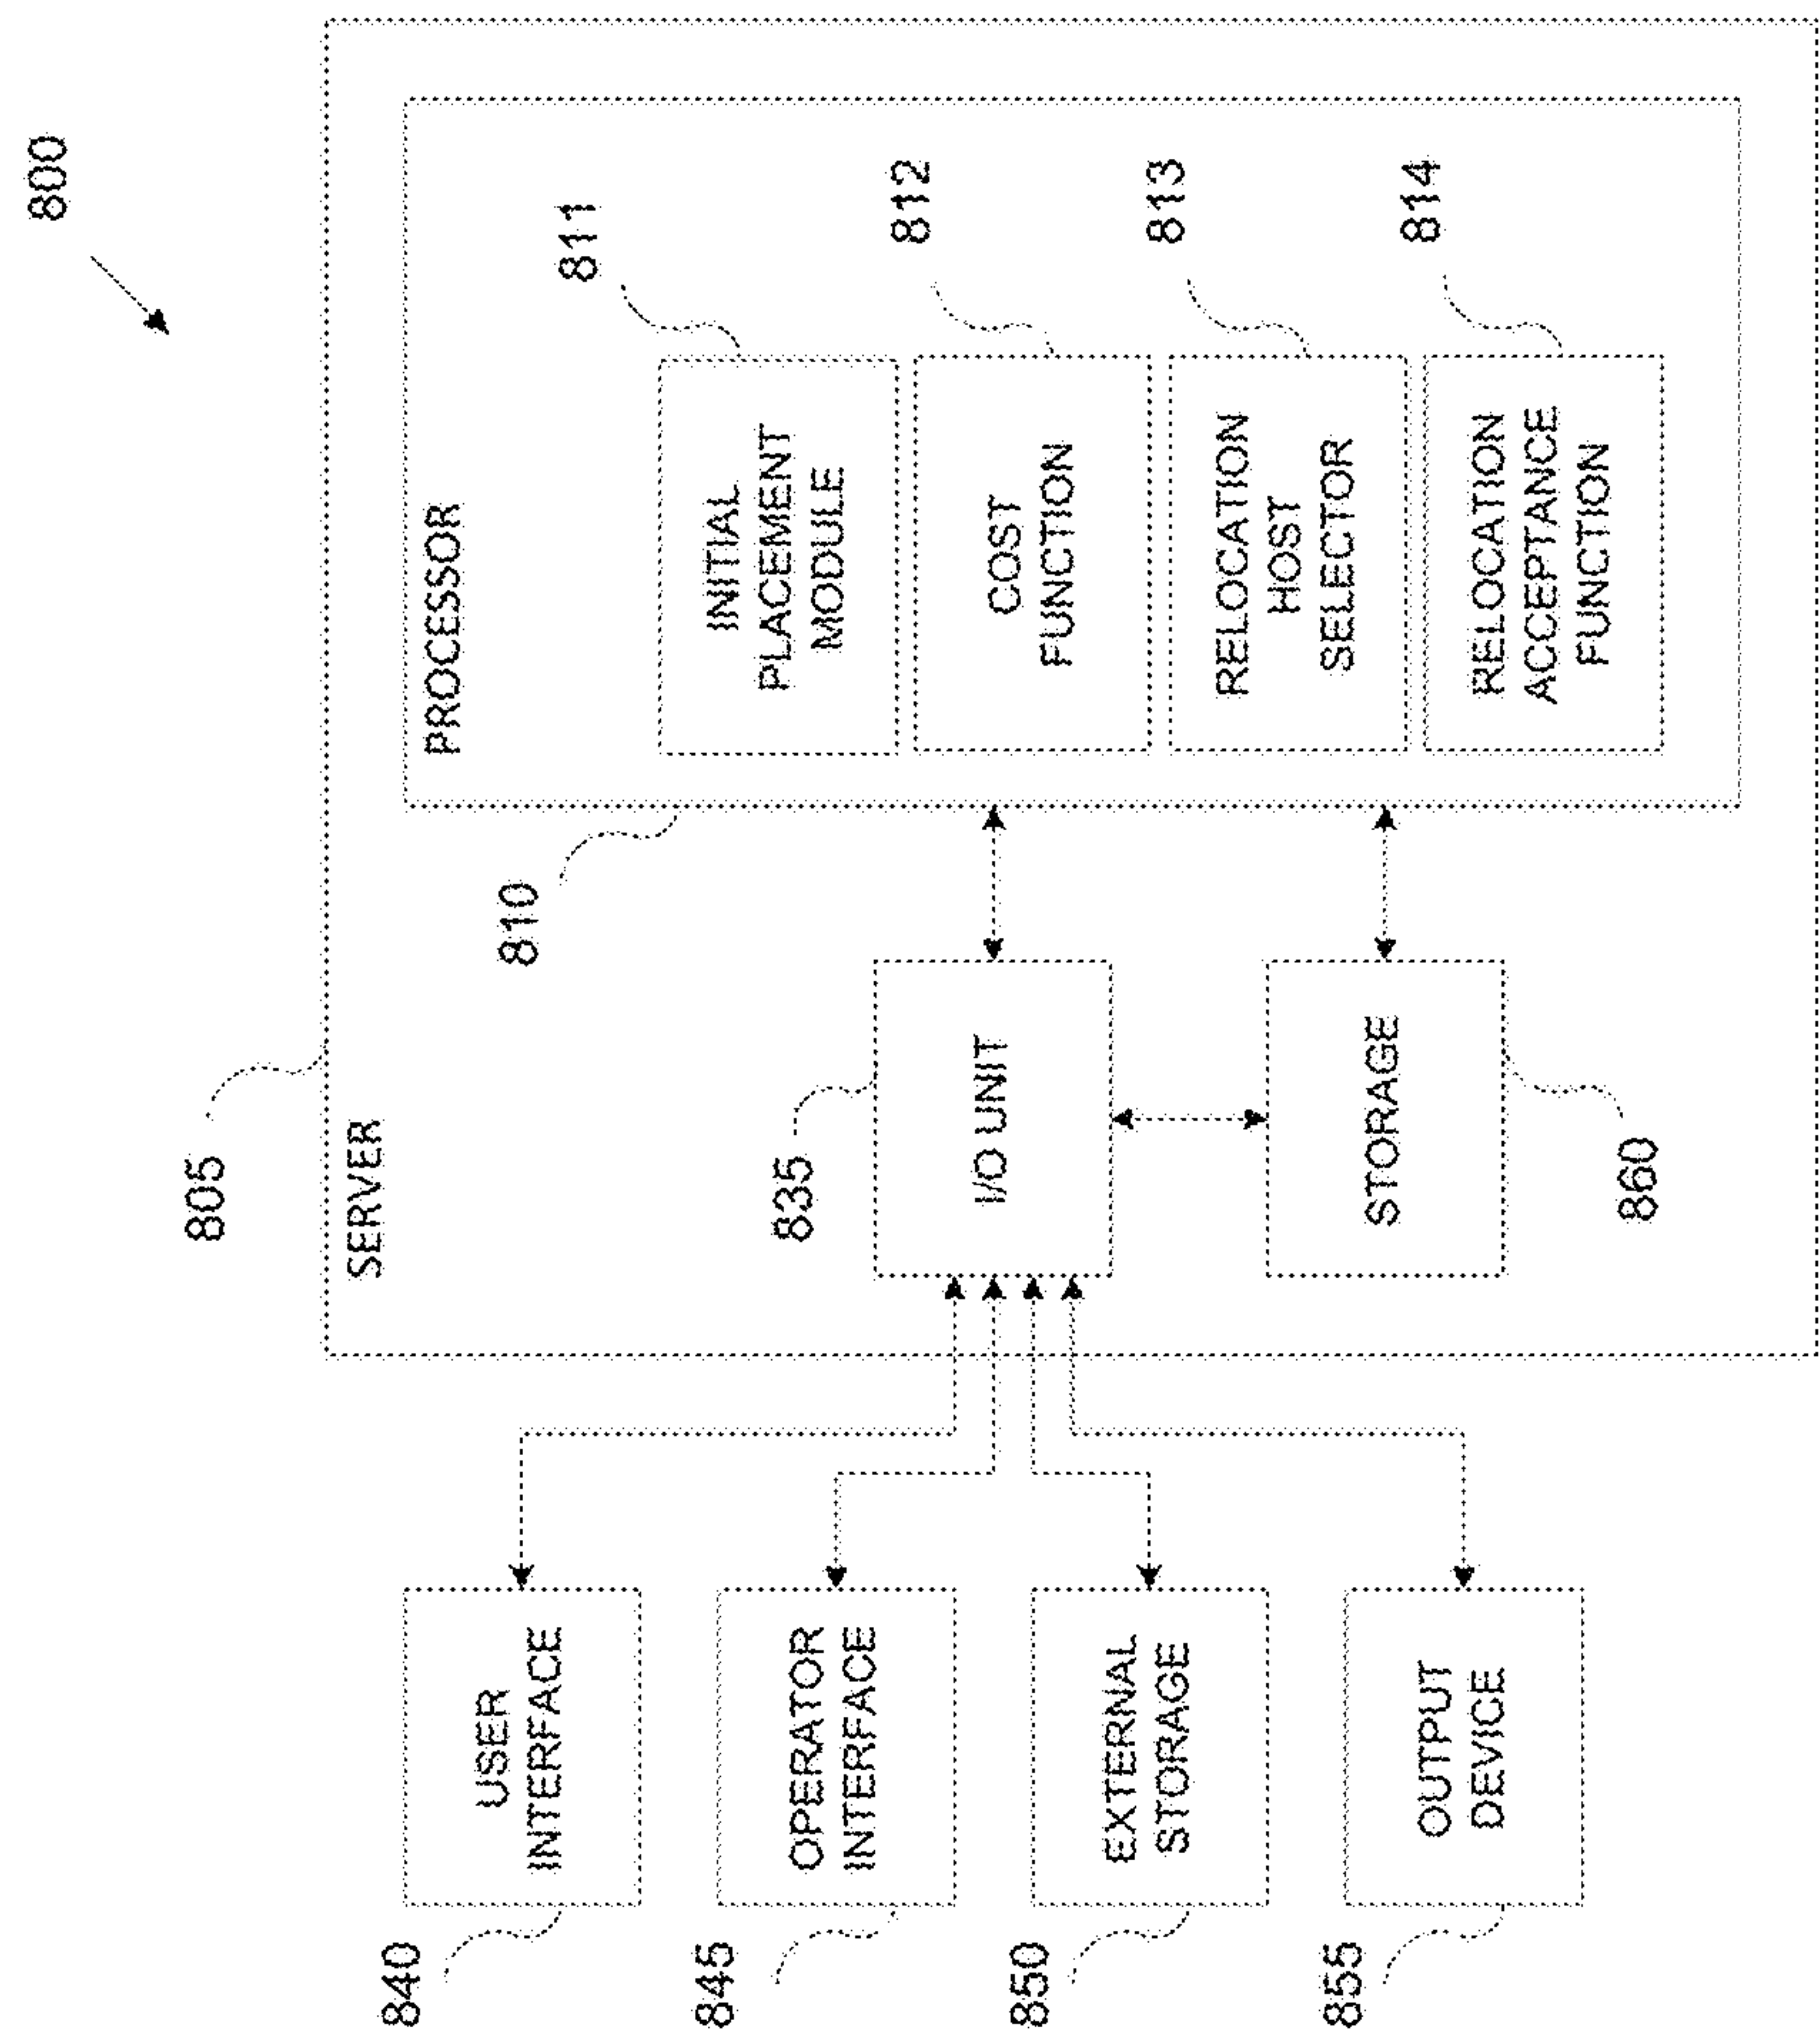 800
805
SERVER
810
PROCESSOR
811
INITIAL
PLACEMENT
MODULE
812
COST
FUNCTION
813
RELOCATION
HOST
SELECTOR
814
RELOCATION
ACCEPTANCE
FUNCTION
835
I/O UNIT
STORAGE
860
840
USER
INTERFACE
845
OPERATOR
INTERFACE
850
EXTERNAL
STORAGE
855
OUTPUT
DEVICE